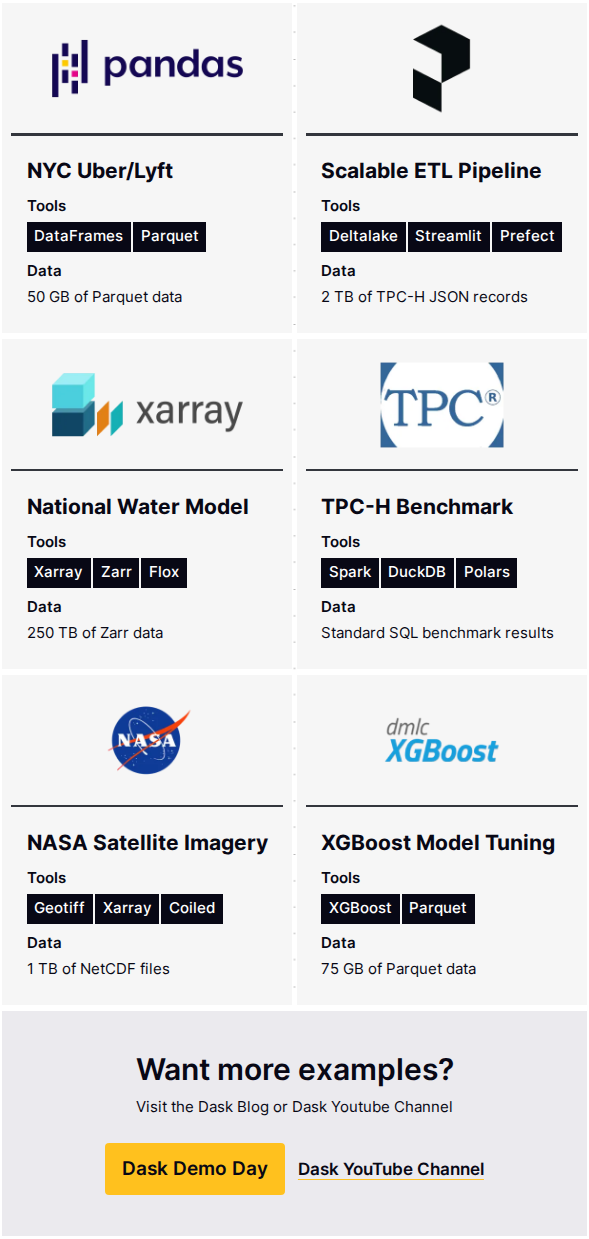 pandas
NYC Uber/Lyft
Tools
DataFrames Parquet
Data
50 GB of Parquet data
Scalable ETL Pipeline
Tools
Deltalake Streamlit Prefect
Data
2 TB of TPC-H JSON records
xarray
National Water Model
Tools
Xarray Zarr Flox
Data
250 TB of Zarr data
TPC®
TPC-H Benchmark
Tools
Spark DuckDB Polars
Data
Standard SQL benchmark results
NASA
NASA Satellite Imagery
Tools
Geotiff Xarray Coiled
Data
1 TB of NetCDF files
dmlc
XGBoost
XGBoost Model Tuning
Tools
XGBoost Parquet
Data
75 GB of Parquet data
Want more examples?
Visit the Dask Blog or Dask Youtube Channel
Dask Demo Day Dask YouTube Channel